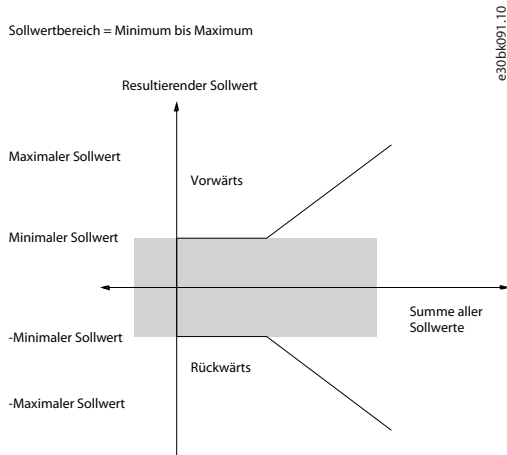 Sollwertbereich = Minimum bis Maximum
e30bk091.10
Resultierender Sollwert
Maximaler Sollwert
Vorwärts
Minimaler Sollwert
Summe aller
Sollwerte
-Minimaler Sollwert
Rückwärts
-Maximaler Sollwert